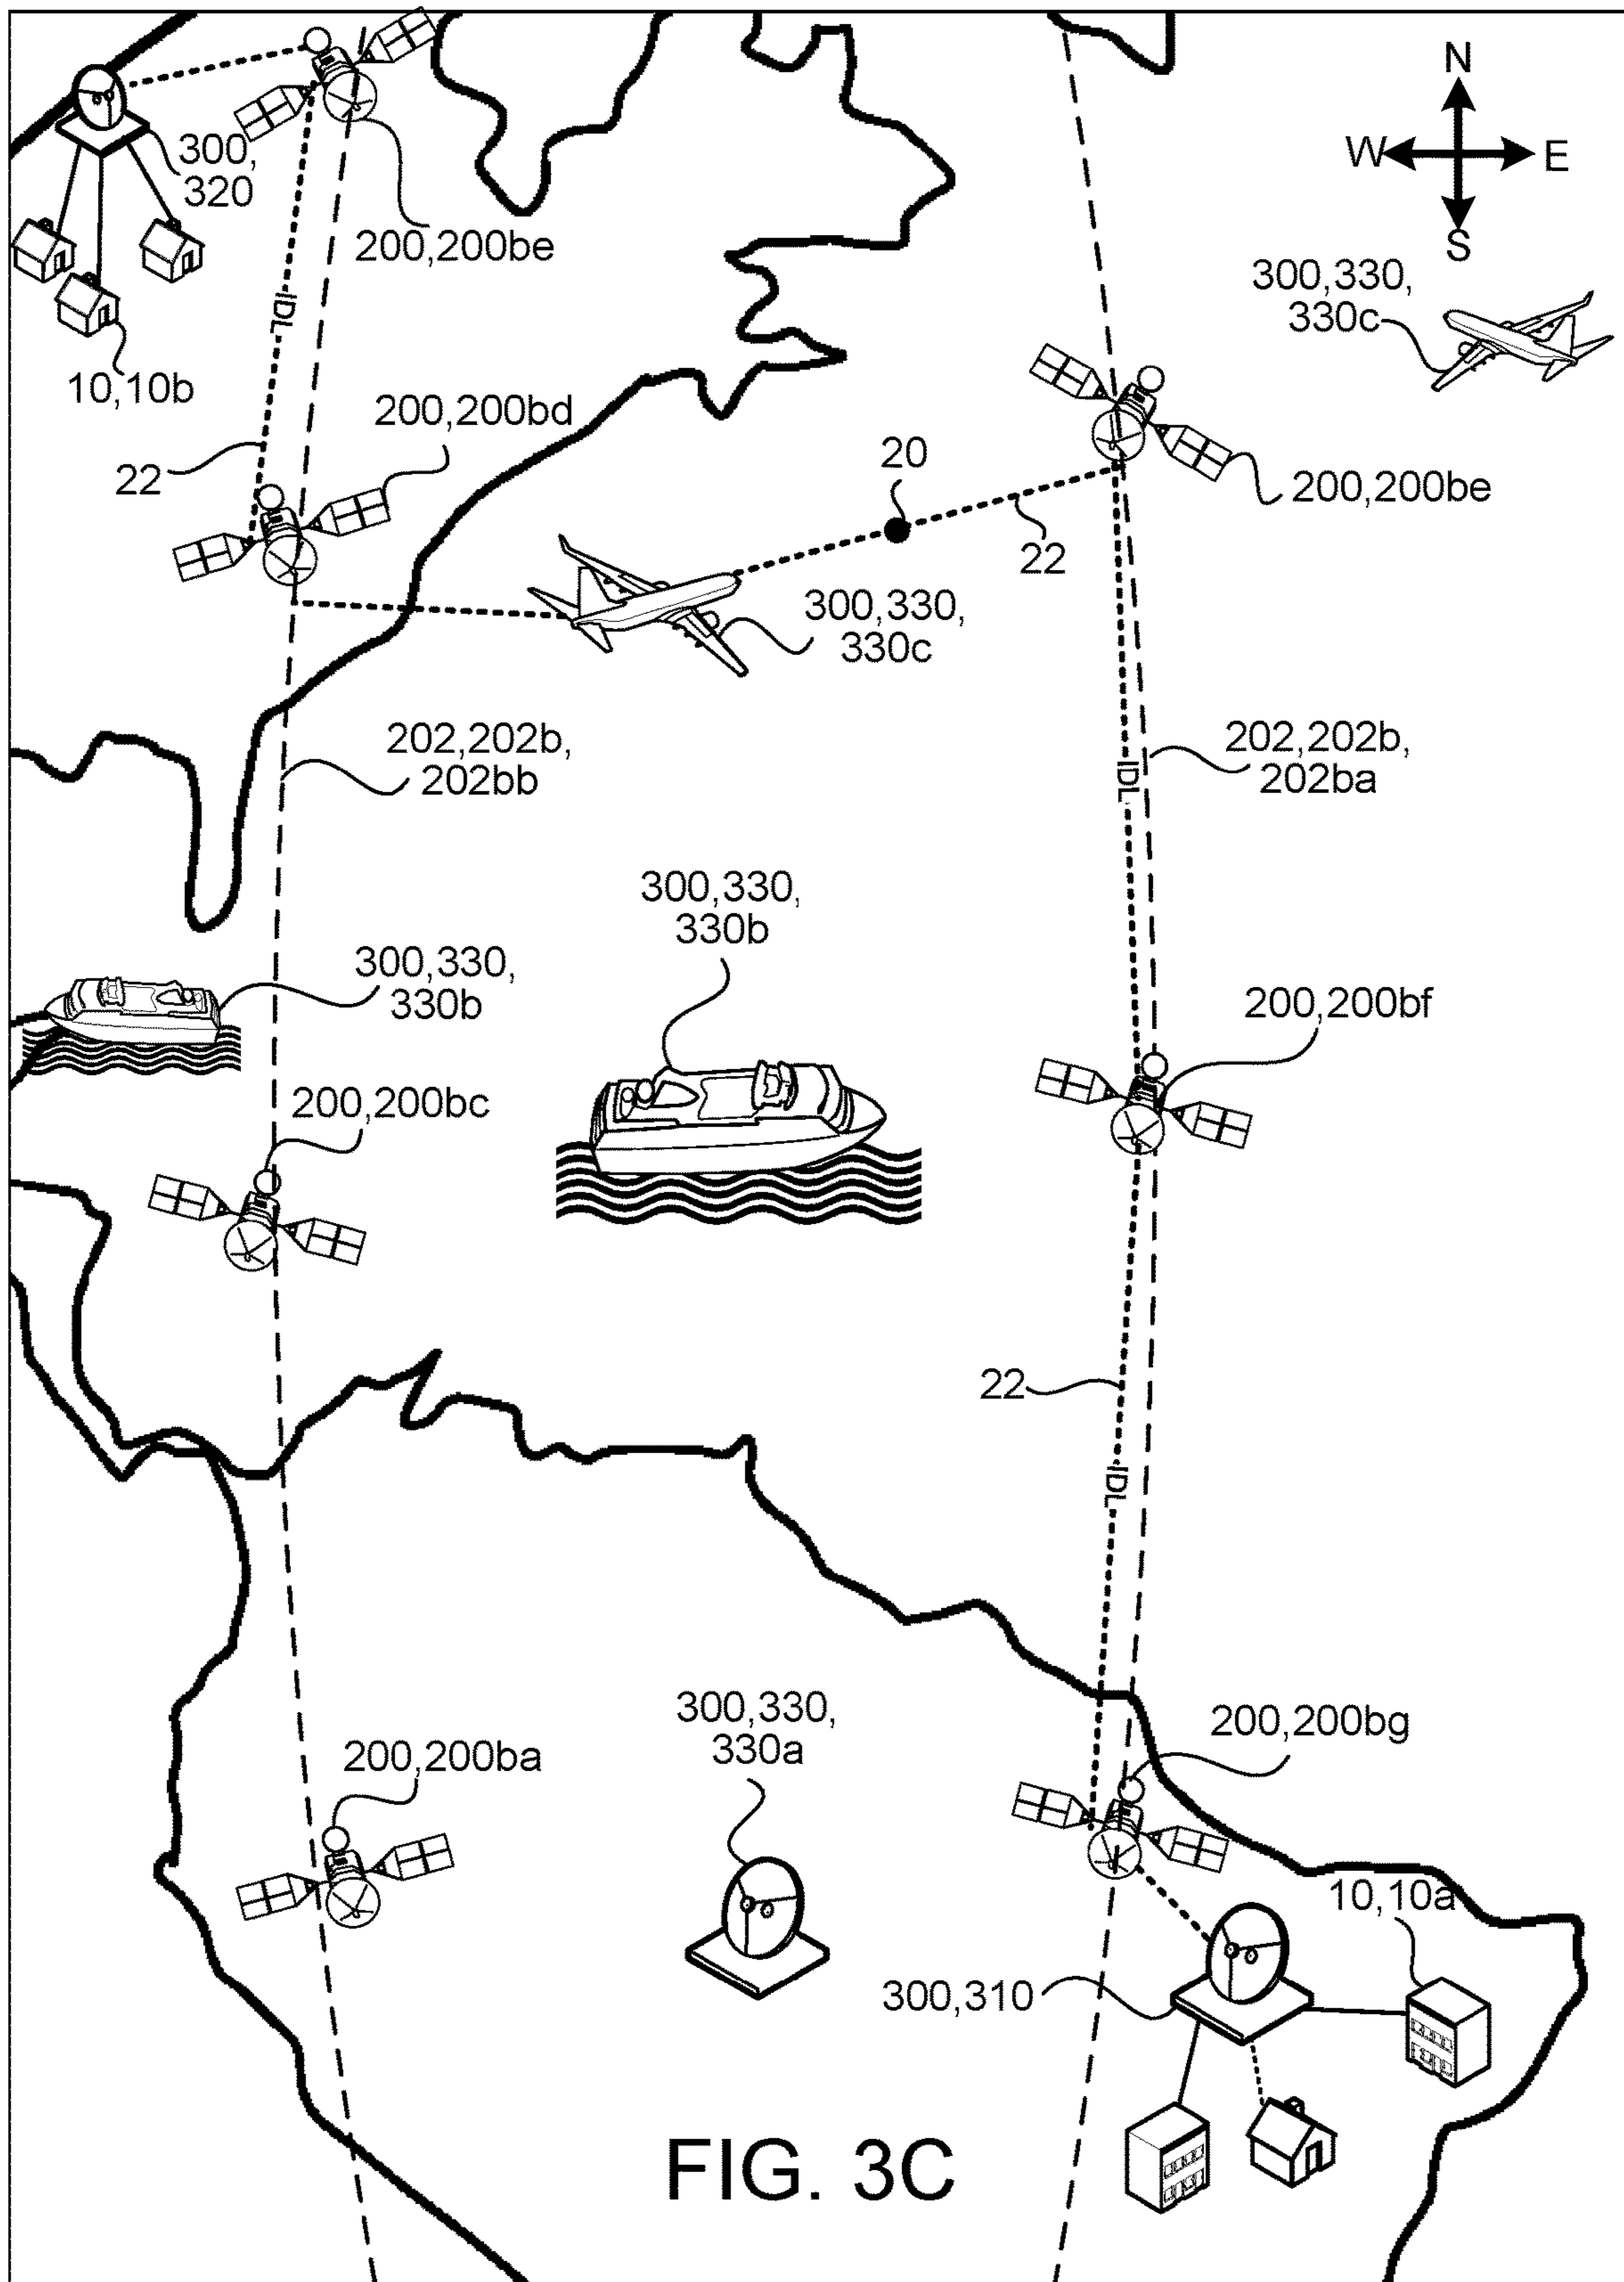 N
W
E
S
300,
320
200,200be
300,330,
330c
IDL
10,10b
200,200bd
20
22
200,200be
22
300,330,
330c
202,202b,
202bb
IDL
202,202b,
202ba
300,330,
330b
300,330,
330b
200,200bf
200,200bc
22
IDL
300,330,
330a
200,200bg
200,200ba
10,10a
300,310
FIG. 3C